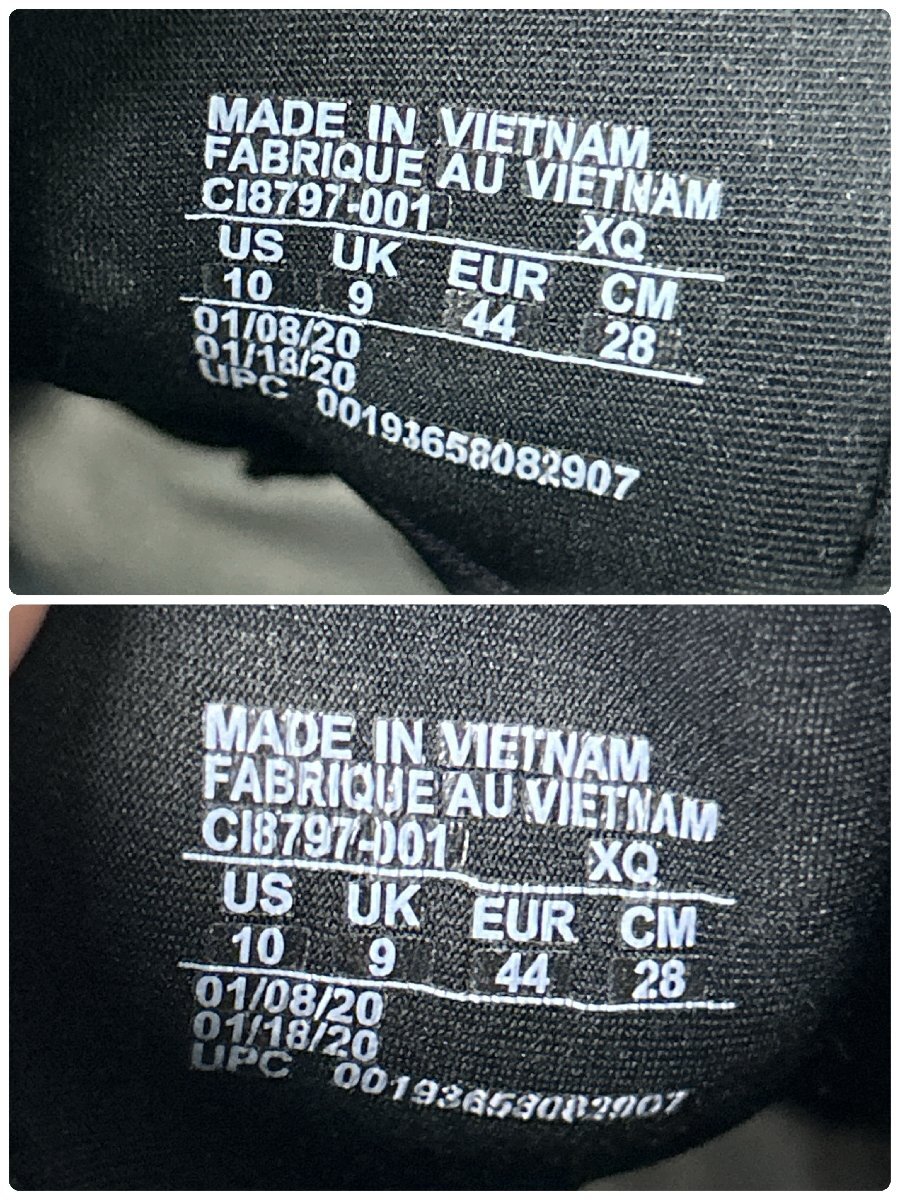 MADE IN VIETNAM
FABRIQUE AU VIETNAM
CI8797-001 XQ
US UK EUR CM
10 9 44 28
01/08/20
01/18/20
UPC 00193658082907
MADE IN VIETNAM
FABRIQUE AU VIETNAM
CI8797-001 XQ
US UK EUR CM
10 9 44 28
01/08/20
01/18/20
UPC 00193658082907